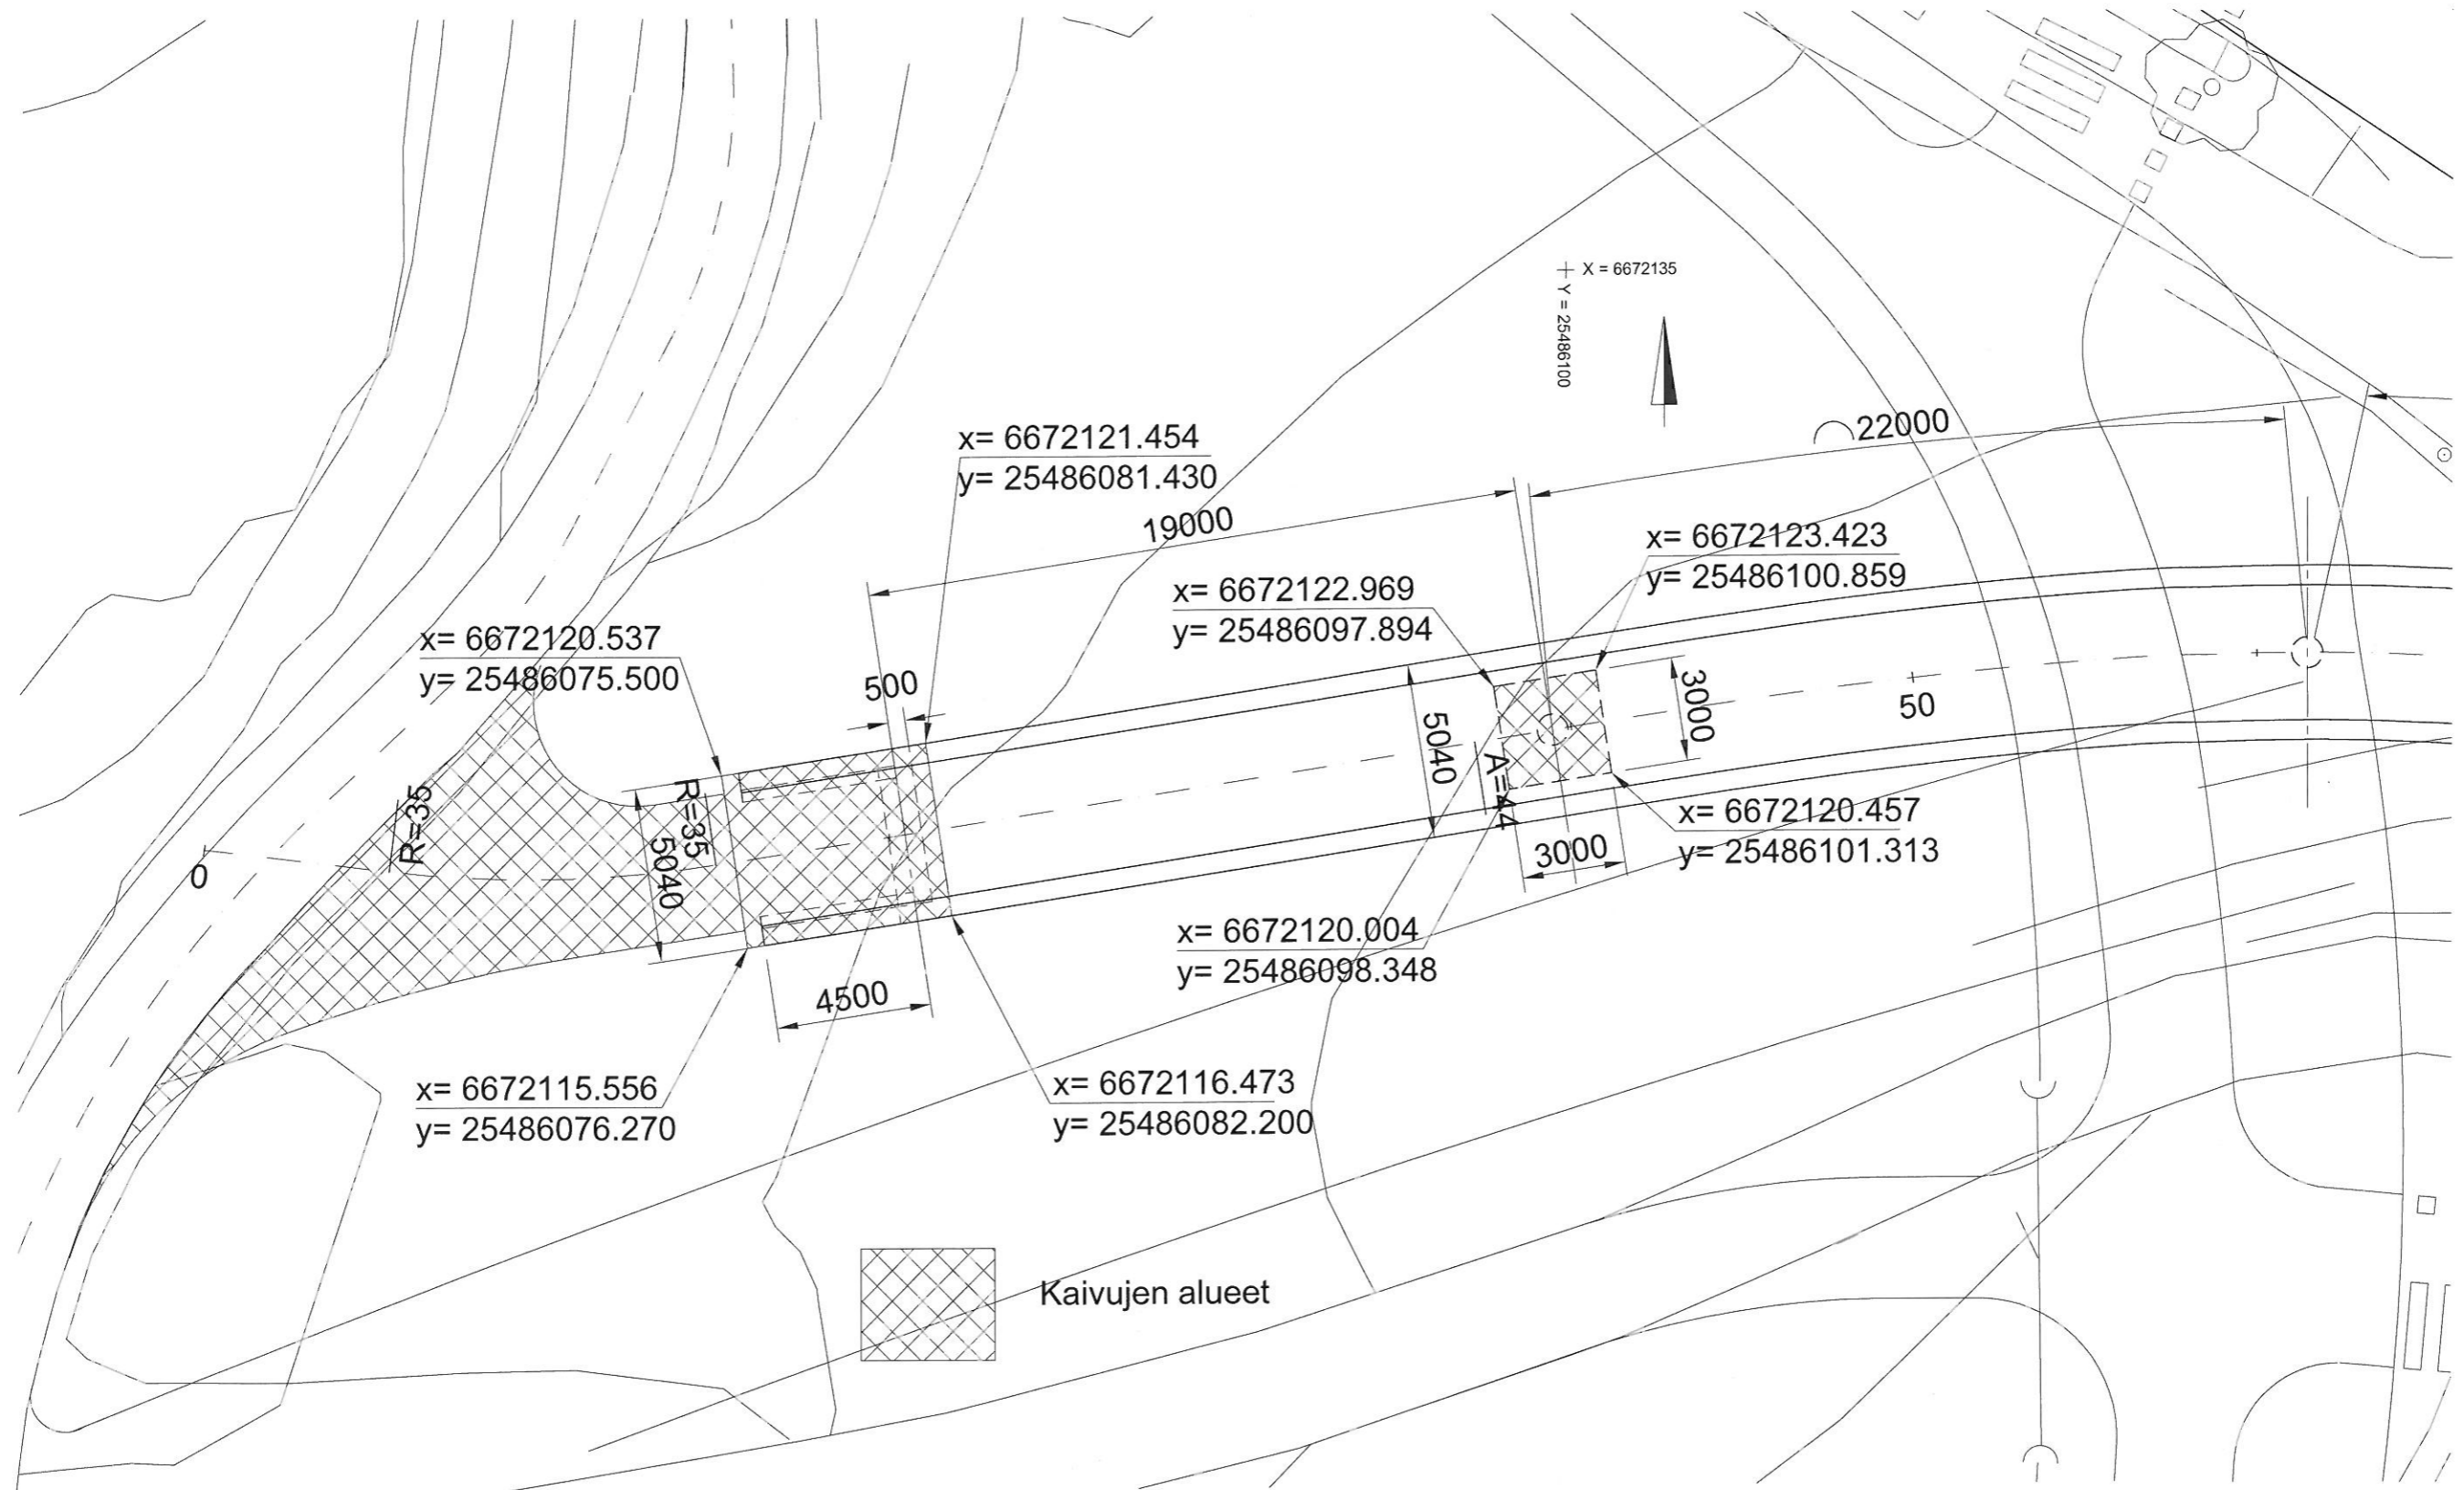 X = 6672135
Y = 25486100
22000
x= 6672121.454
y= 25486081.430
19000
x= 6672123.423
y= 25486100.859
x= 6672122.969
y= 25486097.894
x= 6672120.537
y= 25486075.500
500
3000
50
5040
A=44
R=35
R=35
5040
0
x= 6672120.457
y= 25486101.313
3000
x= 6672120.004
y= 25486098.348
4500
x= 6672115.556
y= 25486076.270
x= 6672116.473
y= 25486082.200
Kaivujen alueet